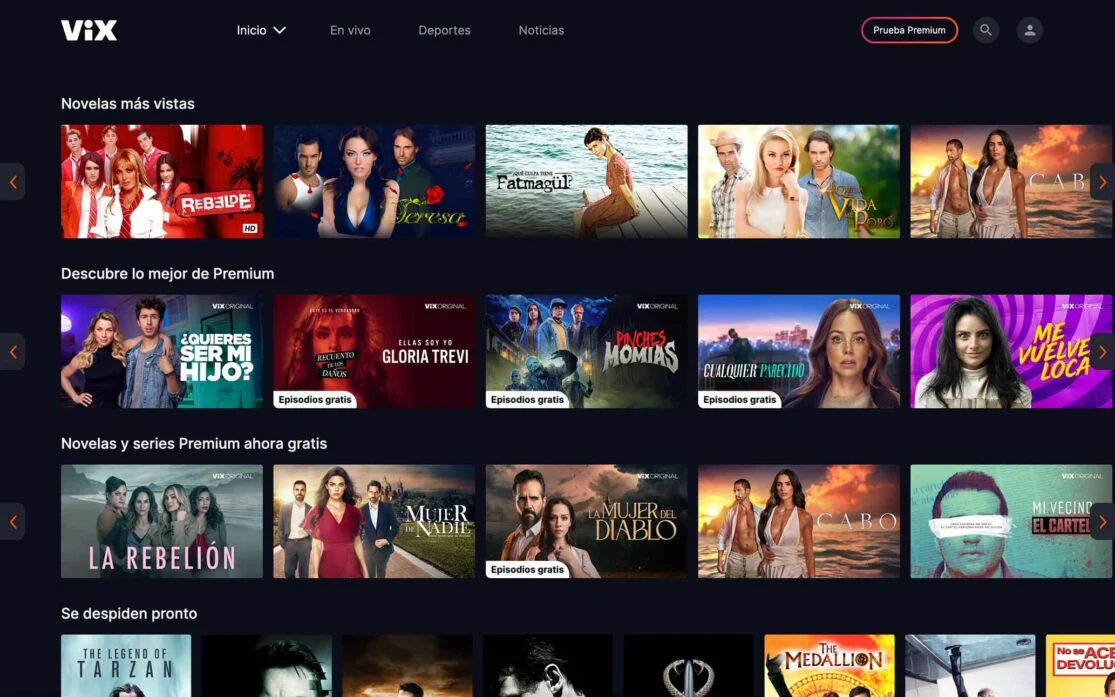 ViX
Inicio
En vivo
Deportes
Noticias
Prueba Premium
Novelas más vistas
REBELDE
HD
Teresa
¿QUÉ CULPA TIENE
Fatmagül?
VIDA
ROBÓ
CABO
Descubre lo mejor de Premium
ViX ORIGINAL
¿QUIERES
SER MI
HIJO?
ViX ORIGINAL
ESTE ES EL VERDADERO
RECUENTO
DE LOS
DAÑOS
ELLAS SOY YO
GLORIA TREVI
Episodios gratis
ViX ORIGINAL
PINCHES
MOMIAS
Episodios gratis
ViX ORIGINAL
CUALQUIER PARECIDO
Episodios gratis
ViX ORIGINAL
ME
VUELVE
LOCA
Novelas y series Premium ahora gratis
ViX ORIGINAL
LA REBELIÓN
MUJER
DE NADIE
ViX ORIGINAL
LA MUJER DEL
DIABLO
Episodios gratis
CABO
ViX ORIGINAL
MI VECINO
EL CARTEL
Se despiden pronto
THE LEGEND OF
TARZAN
THE
MEDALLION
No se ACE
DEVOLU